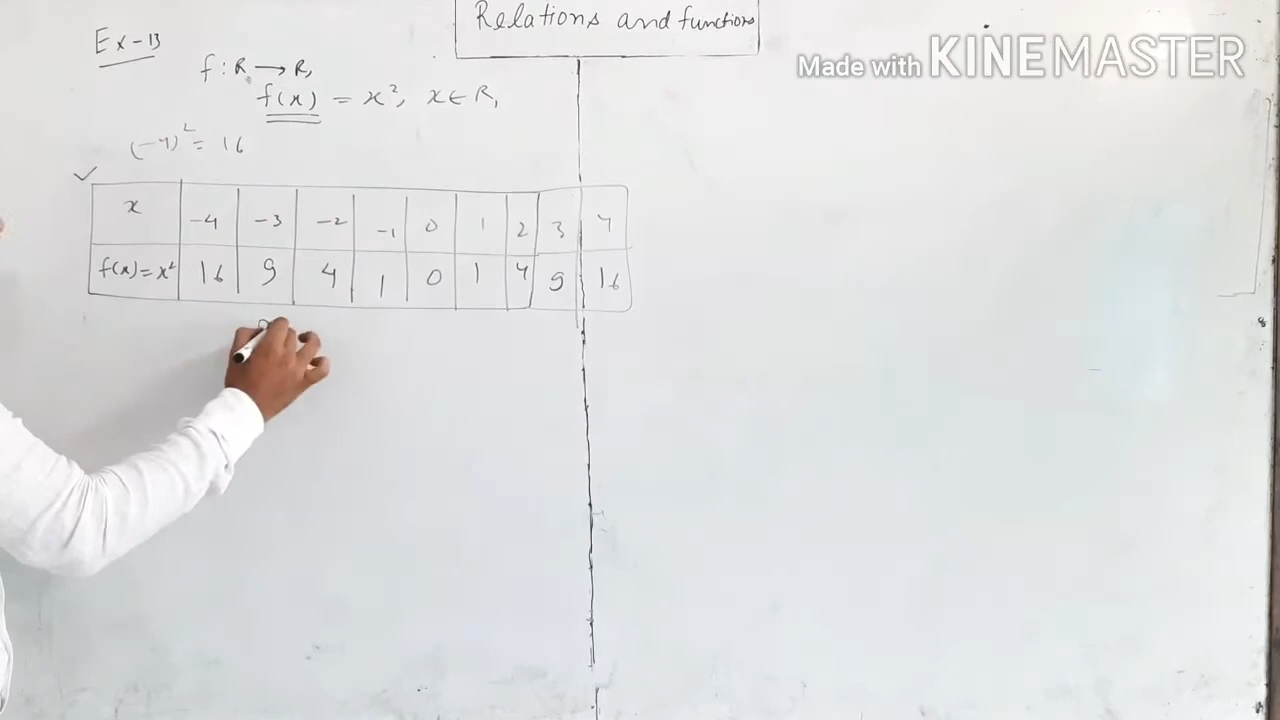 Relations and functions
Made with KINEMASTER
Ex-13
f : R → R,
f(x) = x², x ∈ R,
(-4)² = 16
x -4 -3 -2 -1 0 1 2 3 4
f(x) = x² 16 9 4 1 0 1 4 9 16